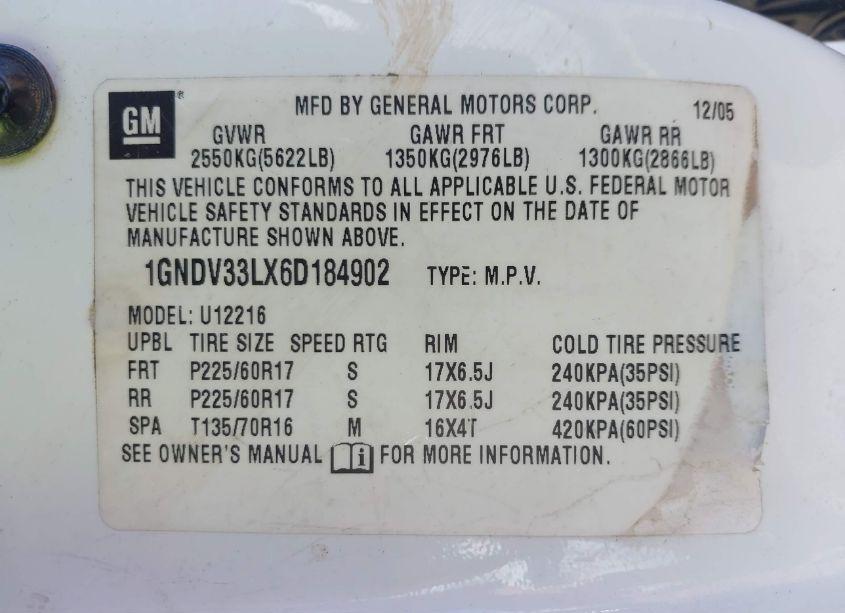 GM ® MFD BY GENERAL MOTORS CORP. 12/05
GVWR GAWR FRT GAWR RR
2550KG(5622LB) 1350KG(2976LB) 1300KG(2866LB)
THIS VEHICLE CONFORMS TO ALL APPLICABLE U.S. FEDERAL MOTOR
VEHICLE SAFETY STANDARDS IN EFFECT ON THE DATE OF
MANUFACTURE SHOWN ABOVE.
1GNDV33LX6D184902 TYPE: M.P.V.
MODEL: U12216
UPBL TIRE SIZE SPEED RTG RIM COLD TIRE PRESSURE
FRT P225/60R17 S 17X6.5J 240KPA(35PSI)
RR P225/60R17 S 17X6.5J 240KPA(35PSI)
SPA T135/70R16 M 16X4T 420KPA(60PSI)
SEE OWNER'S MANUAL i FOR MORE INFORMATION.